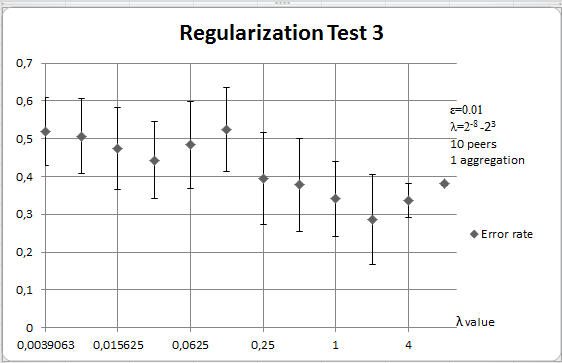 Regularization Test 3
0,7
0,6
0,5
0,4
0,3
0,2
0,1
0
0,0039063 0,015625 0,0625 0,25 1 4
ε=0.01
λ=2⁻⁸-2³
10 peers
1 aggregation
Error rate
λ value